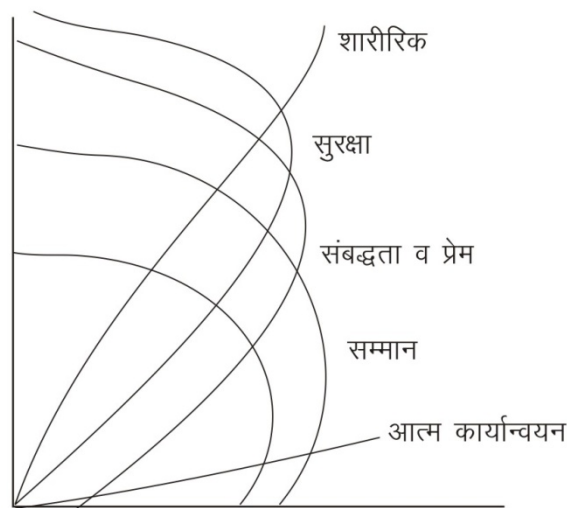 शारीरिक
सुरक्षा
संबद्धता व प्रेम
सम्मान
आत्म कार्यान्वयन